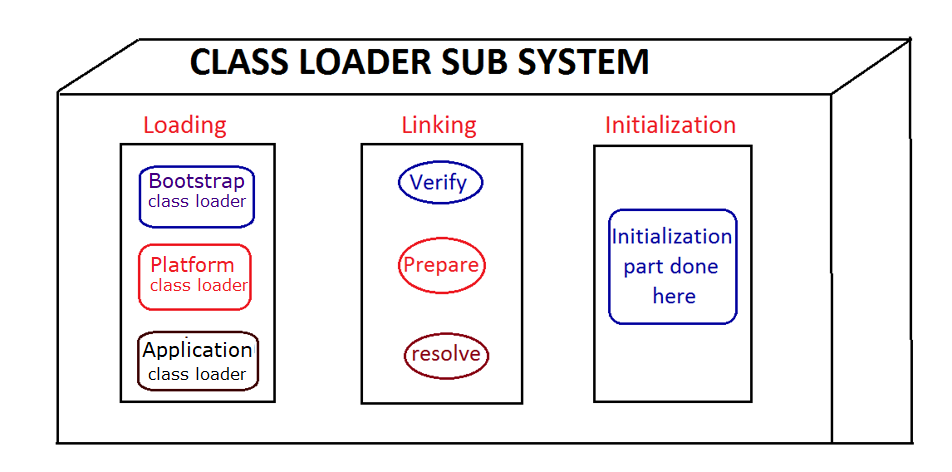 CLASS LOADER SUB SYSTEM
Loading
Bootstrap
class loader
Platform
class loader
Application
class loader
Linking
Verify
Prepare
resolve
Initialization
Initialization
part done
here